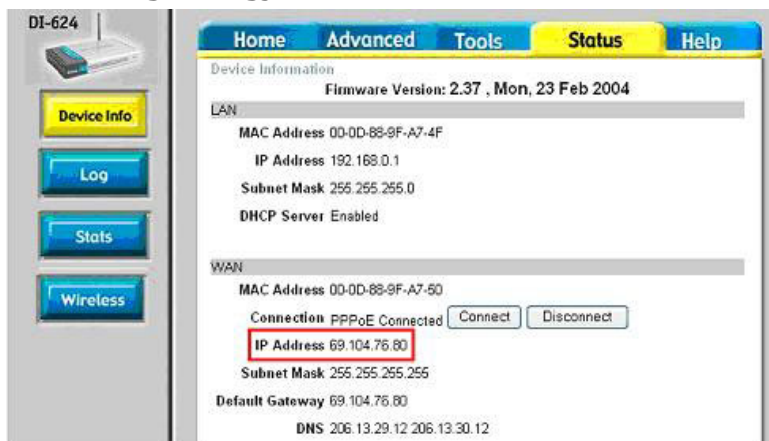 DI-624
Home Advanced Tools Status Help
Device Info
Log
Stats
Wireless
Device Information
Firmware Version: 2.37 , Mon, 23 Feb 2004
LAN
MAC Address 00-0D-88-9F-A7-4F
IP Address 192.168.0.1
Subnet Mask 255.255.255.0
DHCP Server Enabled
WAN
MAC Address 00-0D-88-9F-A7-50
Connection PPPoE Connected Connect Disconnect
IP Address 69.104.76.80
Subnet Mask 255.255.255.255
Default Gateway 69.104.76.80
DNS 206.13.29.12 206.13.30.12